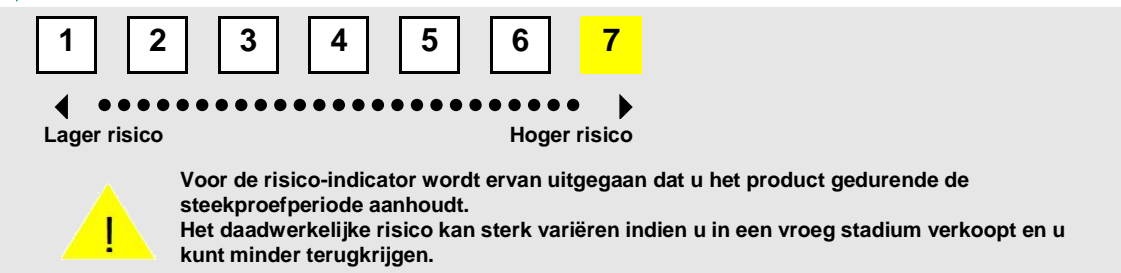 1 2 3 4 5 6 7
Lager risico Hoger risico
Voor de risico-indicator wordt ervan uitgegaan dat u het product gedurende de
steekproefperiode aanhoudt.
!
Het daadwerkelijke risico kan sterk variëren indien u in een vroeg stadium verkoopt en u
kunt minder terugkrijgen.